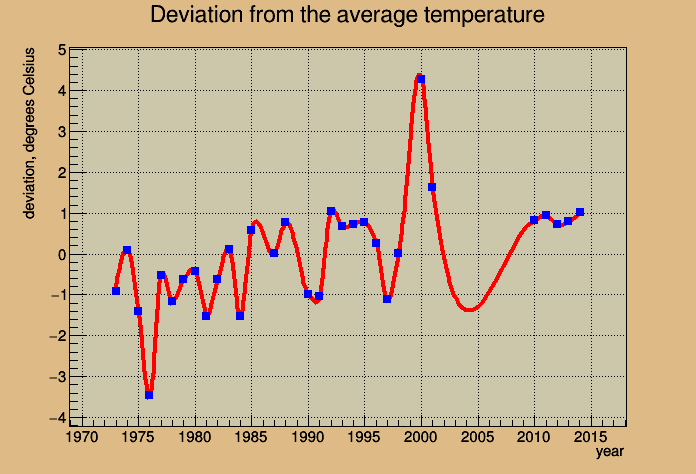 Deviation from the average temperature
deviation, degrees Celsius
5
4
3
2
1
0
−1
−2
−3
−4
1970 1975 1980 1985 1990 1995 2000 2005 2010 2015
year